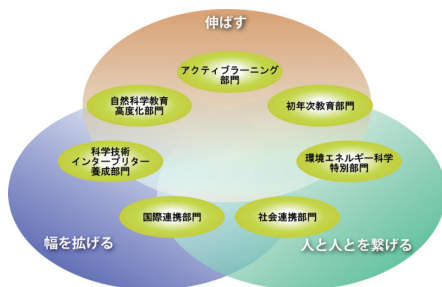 伸ばす
アクティブラーニング
部門
自然科学教育
高度化部門
初年次教育部門
科学技術
インタープリター
養成部門
環境エネルギー科学
特別部門
国際連携部門
社会連携部門
幅を拡げる
人と人とを繋げる